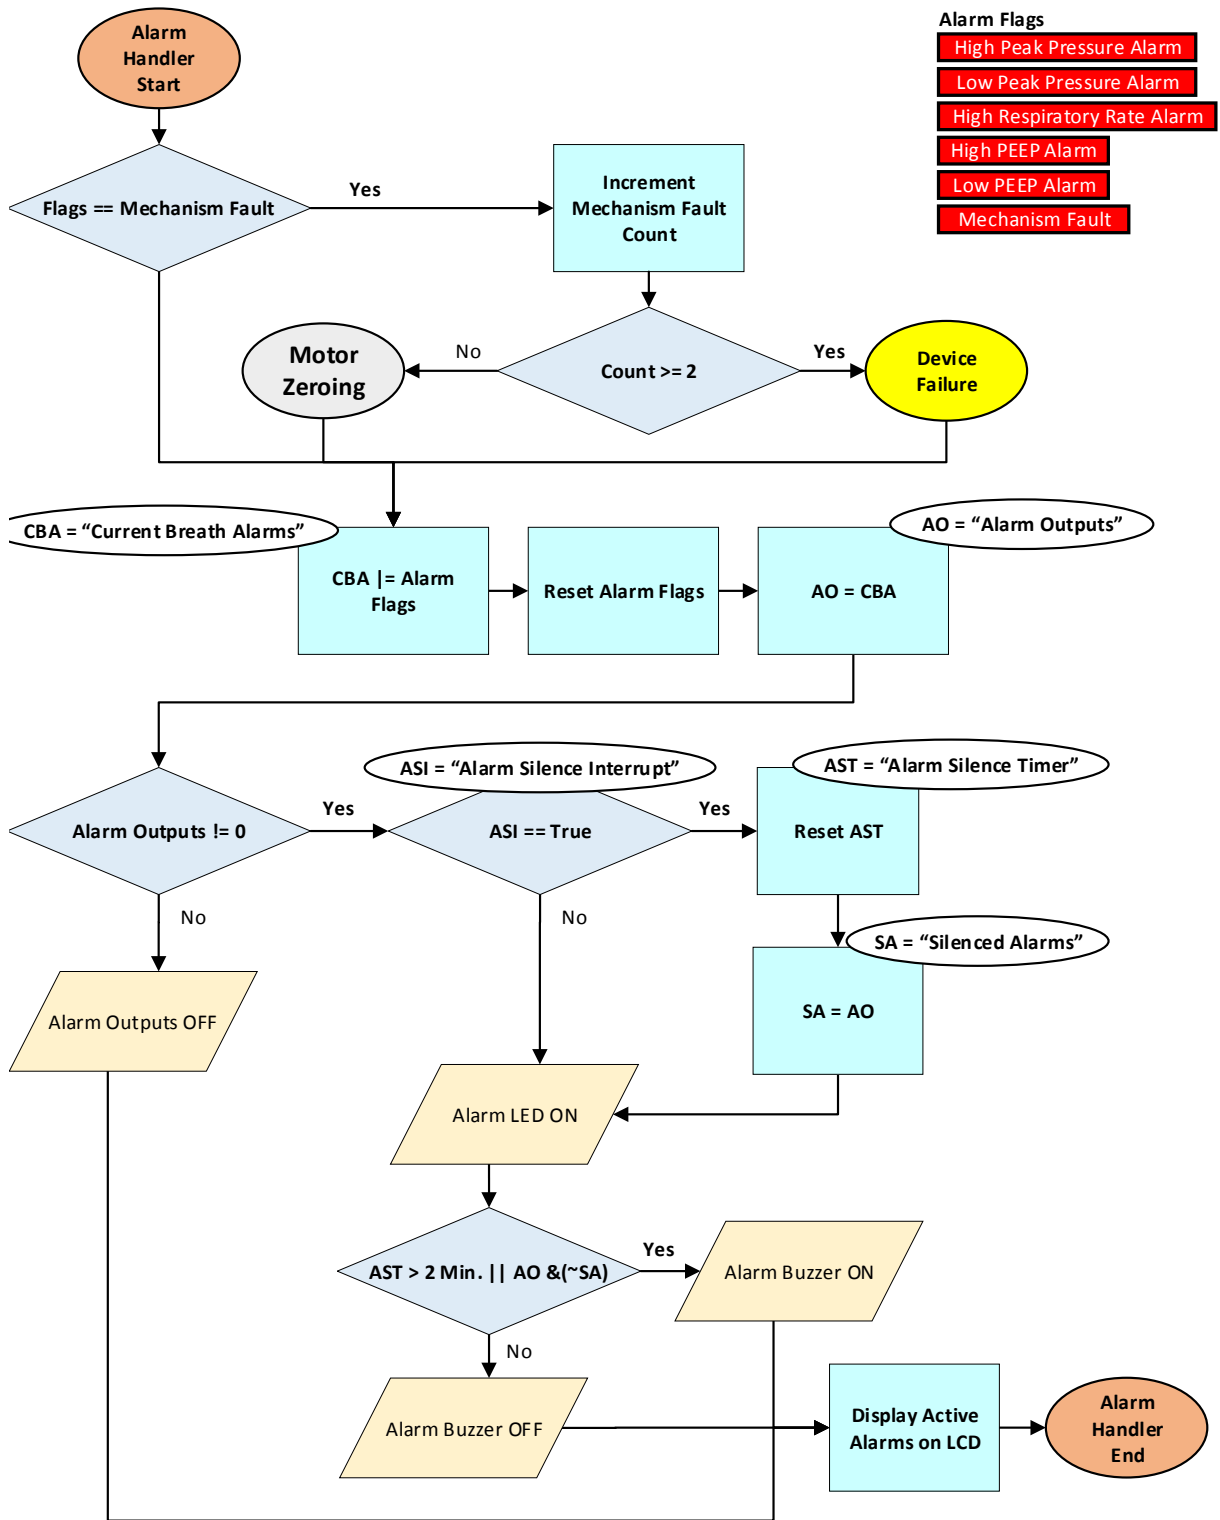 Alarm
Handler
Start
Alarm Flags
High Peak Pressure Alarm
Low Peak Pressure Alarm
High Respiratory Rate Alarm
High PEEP Alarm
Low PEEP Alarm
Mechanism Fault
Flags == Mechanism Fault
Yes
Increment
Mechanism Fault
Count
Motor
Zeroing
No
Count >= 2
Yes
Device
Failure
CBA = “Current Breath Alarms”
AO = “Alarm Outputs”
CBA |= Alarm
Flags
Reset Alarm Flags
AO = CBA
ASI = “Alarm Silence Interrupt”
AST = “Alarm Silence Timer”
Alarm Outputs != 0
Yes
ASI == True
Yes
Reset AST
No
No
SA = “Silenced Alarms”
Alarm Outputs OFF
SA = AO
Alarm LED ON
AST > 2 Min. || AO &(~SA)
Yes
Alarm Buzzer ON
No
Alarm Buzzer OFF
Display Active
Alarms on LCD
Alarm
Handler
End